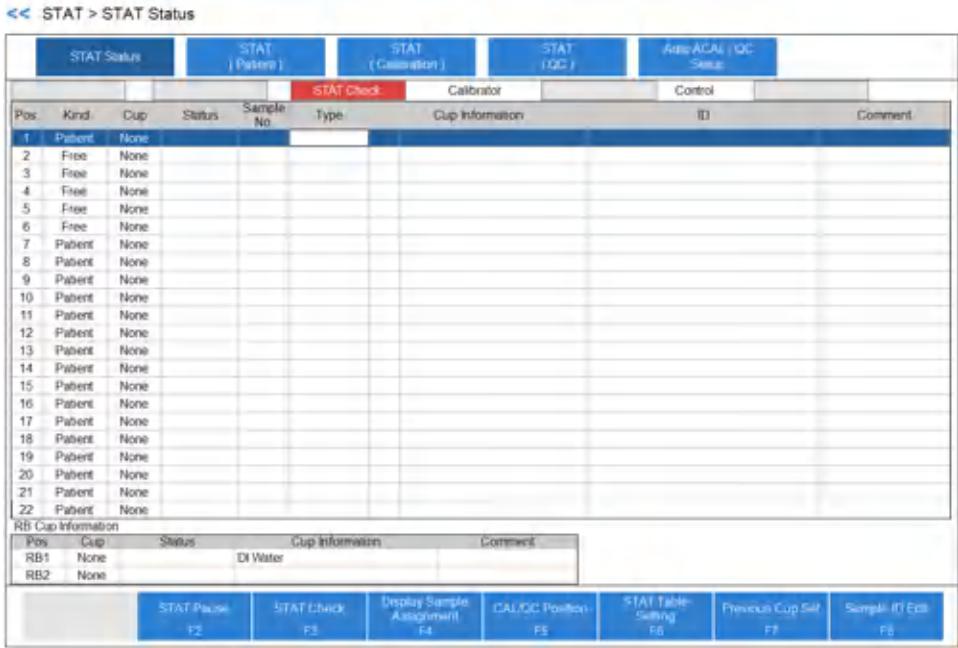 << STAT > STAT Status
STAT Status STAT (Patient) STAT (Calibration) STAT (QC) Auto ACAL / QC Setup
STAT Check Calibrator Control
Pos. Kind Cup Status Sample No. Type Cup Information ID Comment
1 Patient None
2 Free None
3 Free None
4 Free None
5 Free None
6 Free None
7 Patient None
8 Patient None
9 Patient None
10 Patient None
11 Patient None
12 Patient None
13 Patient None
14 Patient None
15 Patient None
16 Patient None
17 Patient None
18 Patient None
19 Patient None
20 Patient None
21 Patient None
22 Patient None
RB Cup Information
Pos. Cup Status Cup Information Comment
RB1 None DI Water
RB2 None
STAT Pause F2 STAT Check F3 Display Sample Assignment F4 CAL/QC Position F5 STAT Table Setting F6 Previous Cup Set F7 Sample ID Edit F8